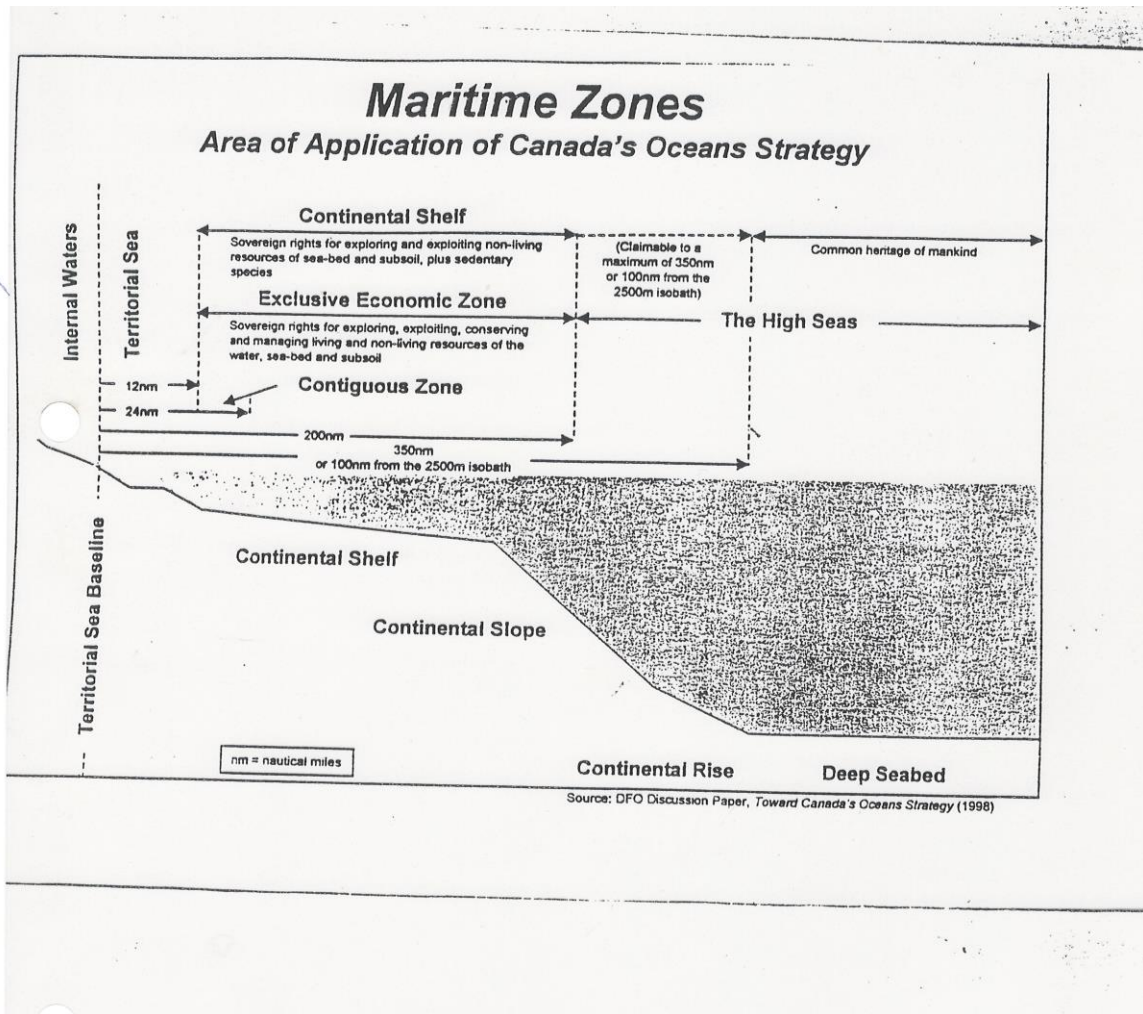 Maritime Zones
Area of Application of Canada's Oceans Strategy
Internal Waters
Territorial Sea
Continental Shelf
Sovereign rights for exploring and exploiting non-living
resources of sea-bed and subsoil, plus sedentary
species
(Claimable to a
maximum of 350nm
or 100nm from the
2500m isobath)
Common heritage of mankind
Exclusive Economic Zone
Sovereign rights for exploring, exploiting, conserving
and managing living and non-living resources of the
water, sea-bed and subsoil
The High Seas
12nm
Contiguous Zone
24nm
200nm
350nm
or 100nm from the 2500m isobath
Territorial Sea Baseline
Continental Shelf
Continental Slope
nm = nautical miles
Continental Rise
Deep Seabed
Source: DFO Discussion Paper, Toward Canada's Oceans Strategy (1998)